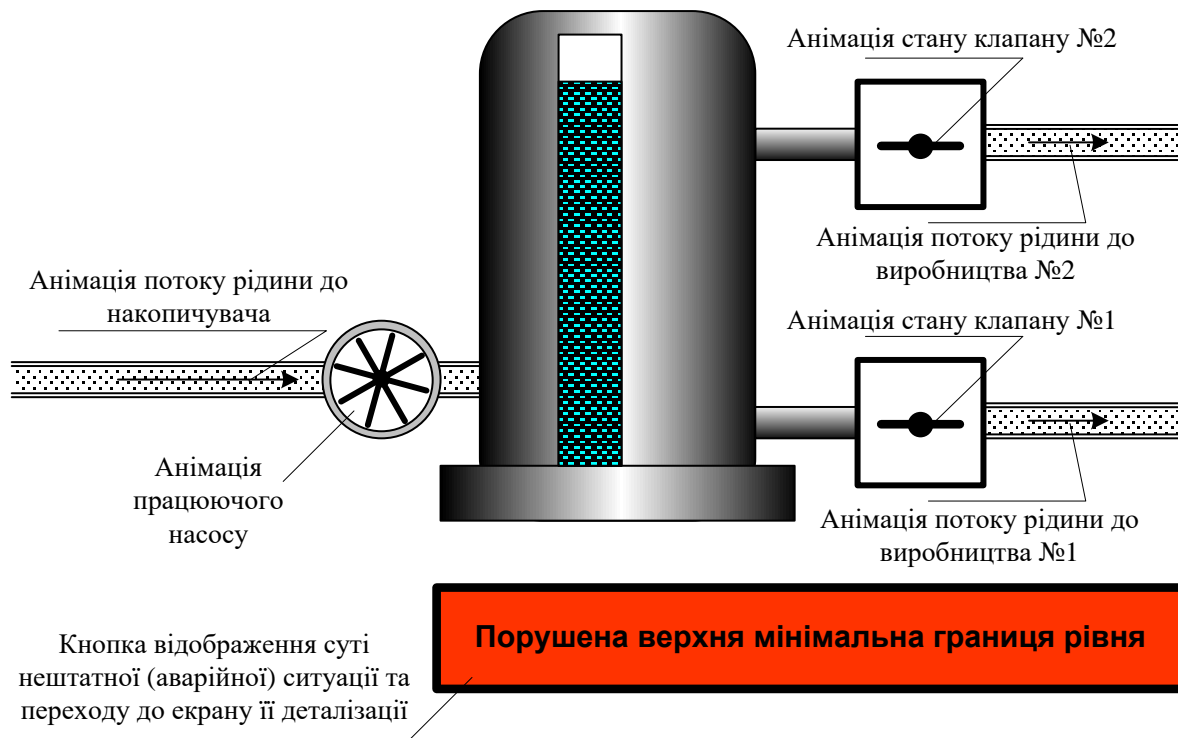 Анімація стану клапану №2
Анімація потоку рідини до
виробництва №2
Анімація потоку рідини до
накопичувача
Анімація стану клапану №1
Анімація
працюючого
насосу
Анімація потоку рідини до
виробництва №1
Порушена верхня мінімальна границя рівня
Кнопка відображення суті
нештатної (аварійної) ситуації та
переходу до екрану її деталізації